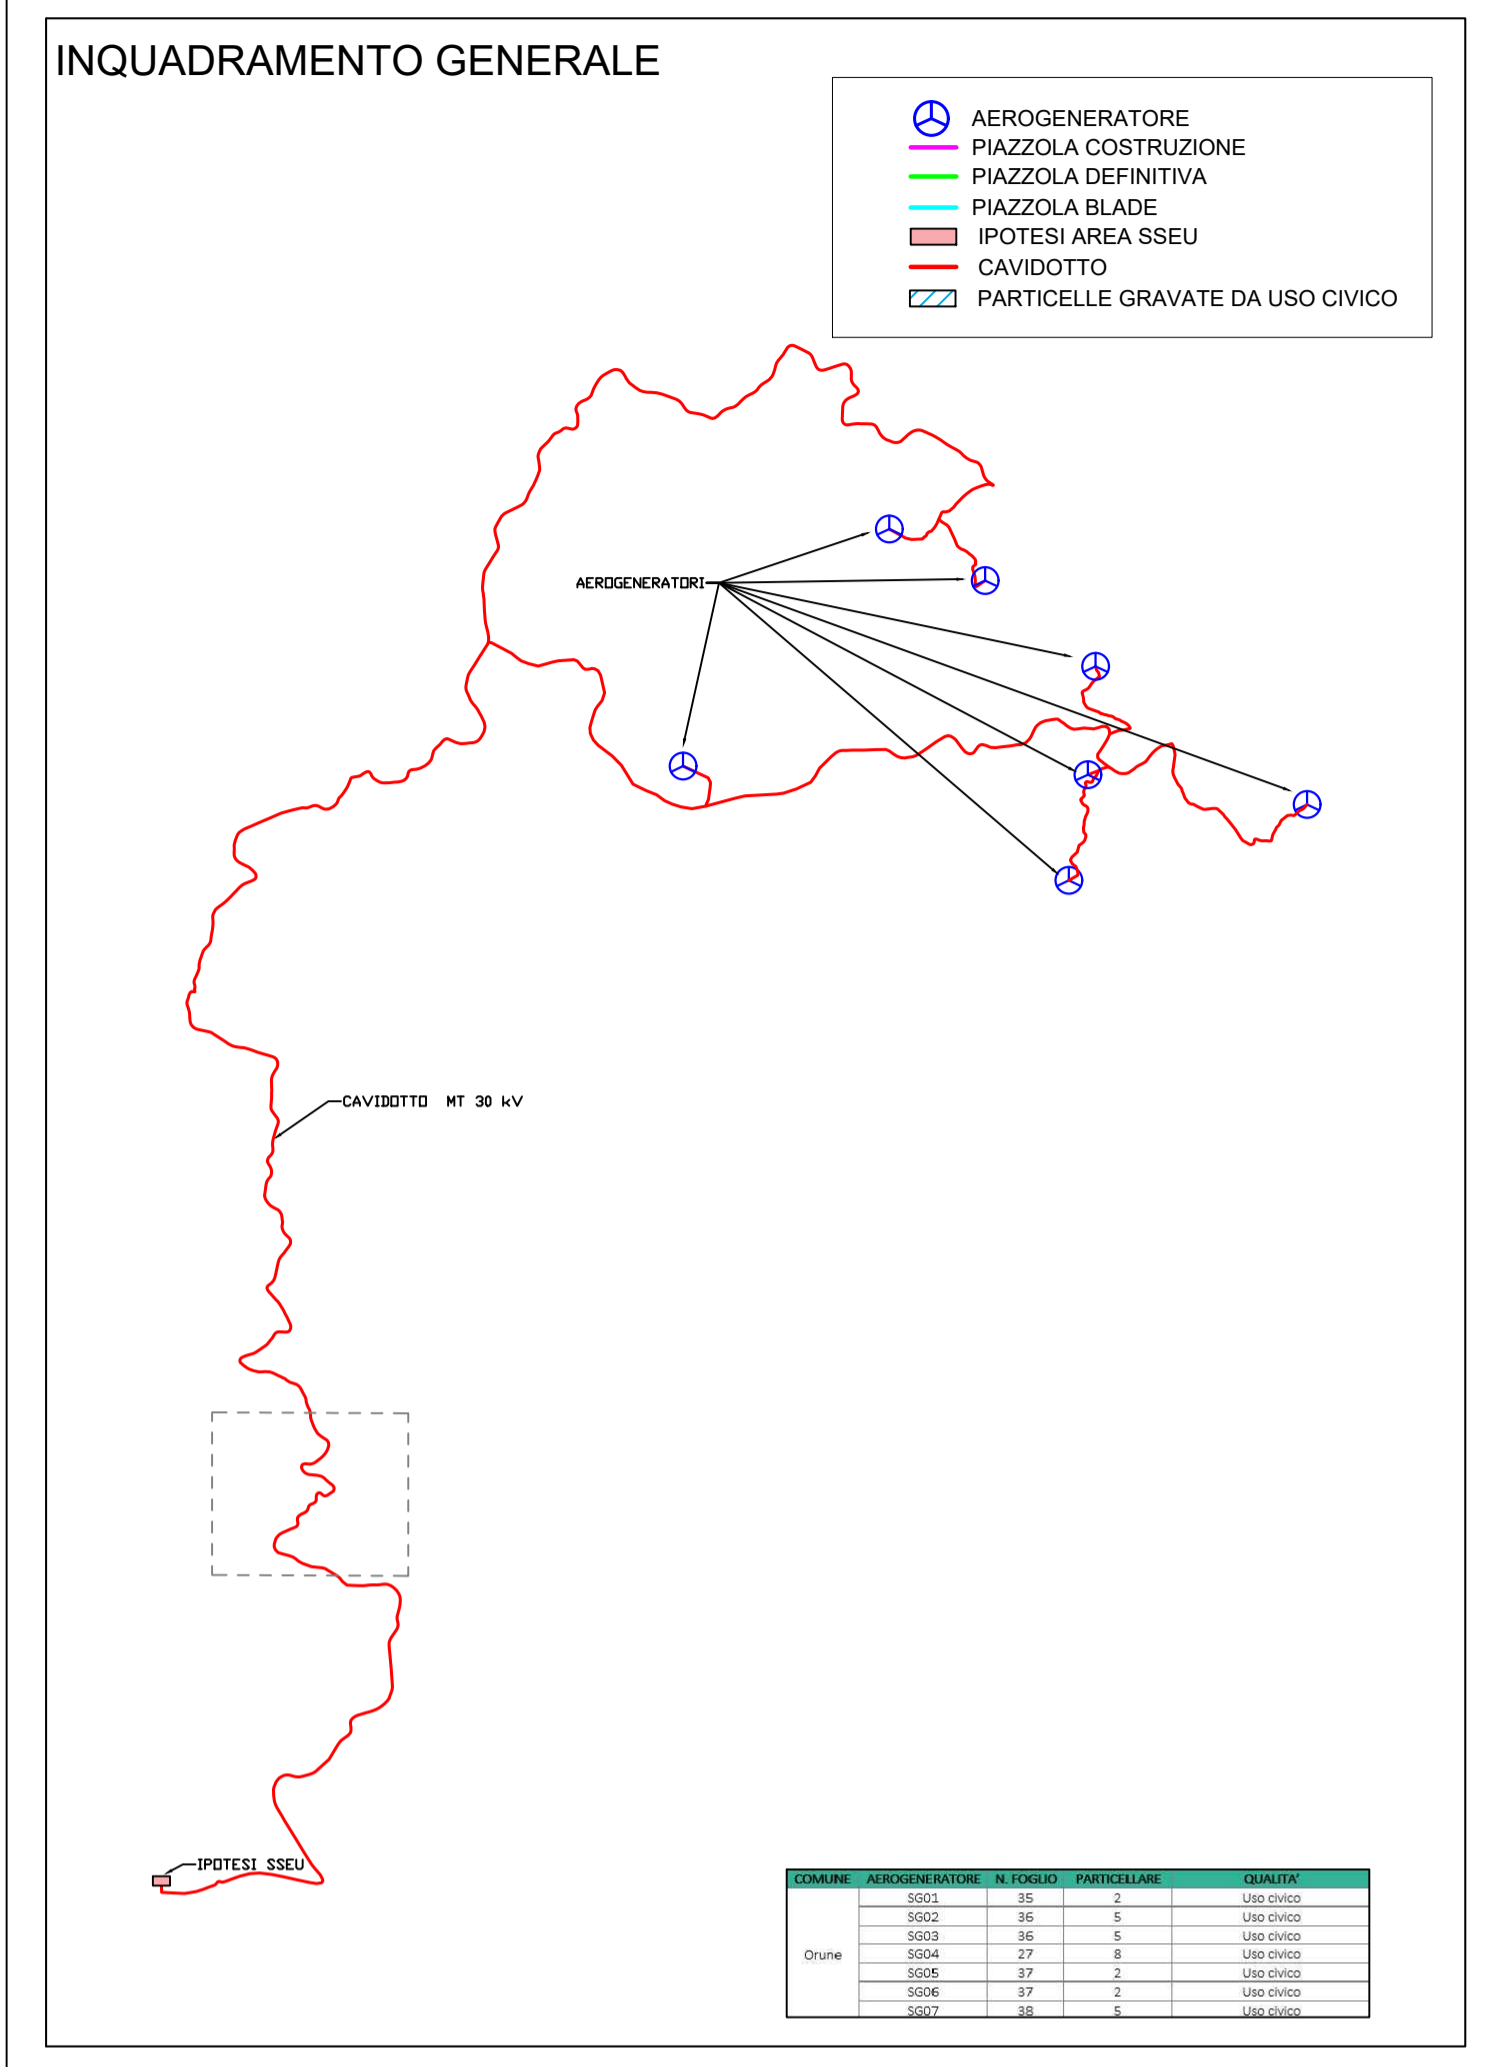 INQUADRAMENTO GENERALE
AEROGENERATORE
PIAZZOLA COSTRUZIONE
PIAZZOLA DEFINITIVA
PIAZZOLA BLADE
IPOTESI AREA SSEU
CAVIDOTTO
PARTICELLE GRAVATE DA USO CIVICO
AEROGENERATORI
CAVIDOTTO MT 30 kV
IPOTESI SSEU
COMUNE AEROGENERATORE N. FOGLIO PARTICELLARE QUALITA'
SG01 35 2 Uso civico
SG02 36 5 Uso civico
SG03 36 5 Uso civico
Orune SG04 27 8 Uso civico
SG05 37 2 Uso civico
SG06 37 2 Uso civico
SG07 38 5 Uso civico